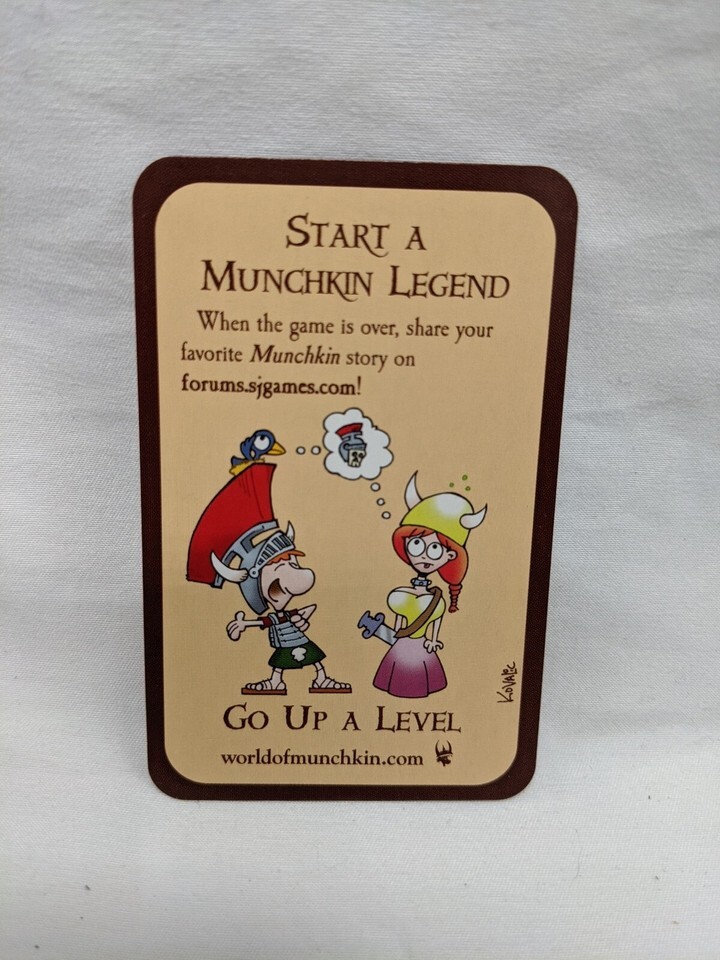 Start a
Munchkin Legend
When the game is over, share your
favorite Munchkin story on
forums.sjgames.com!
Kovalic
Go Up a Level
worldofmunchkin.com